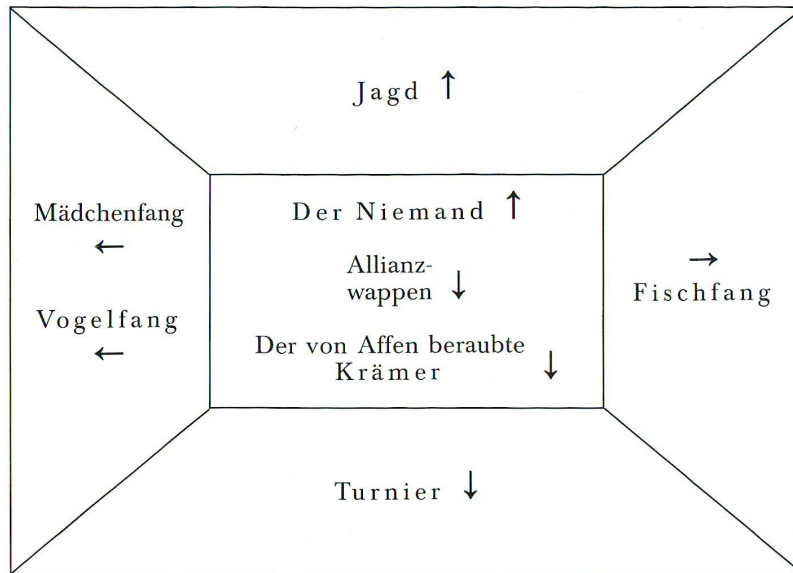 Jagd ↑
Der Niemand ↑
Mädchenfang
←
Allianz-
wappen ↓
→
Fischfang
Vogelfang
←
Der von Affen beraubte
Krämer ↓
Turnier ↓